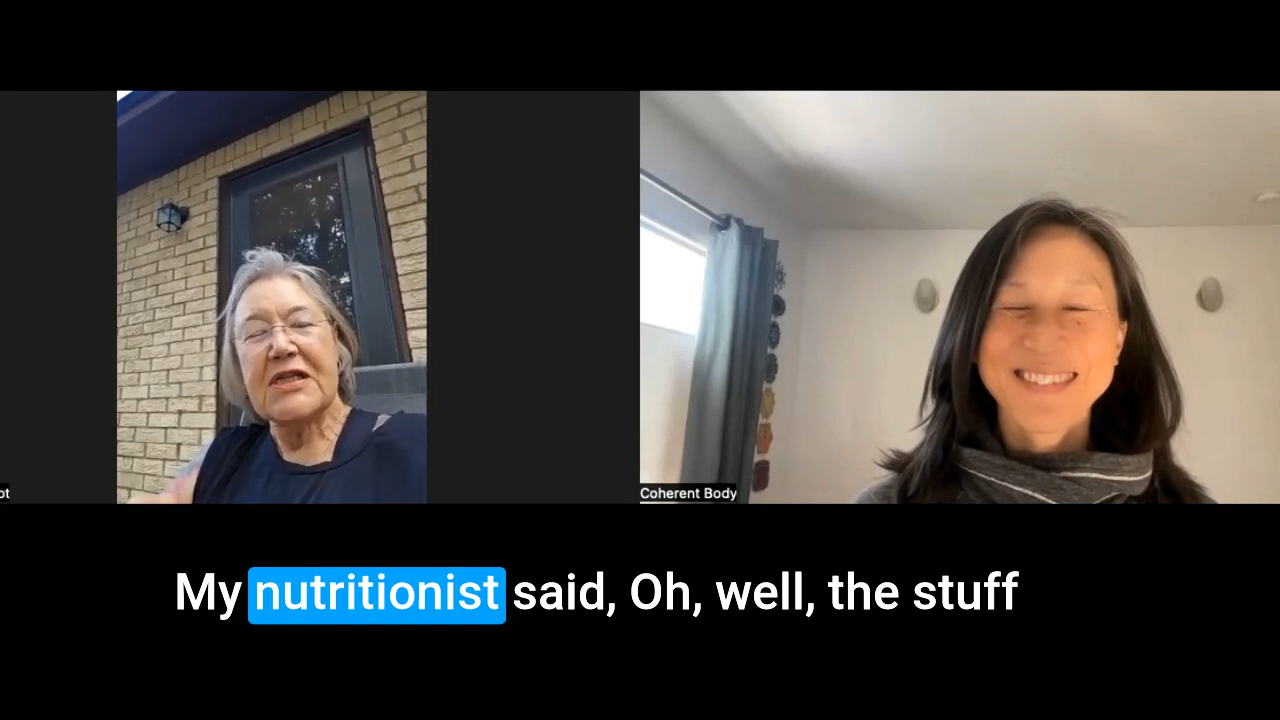 Coherent Body
My nutritionist said, Oh, well, the stuff